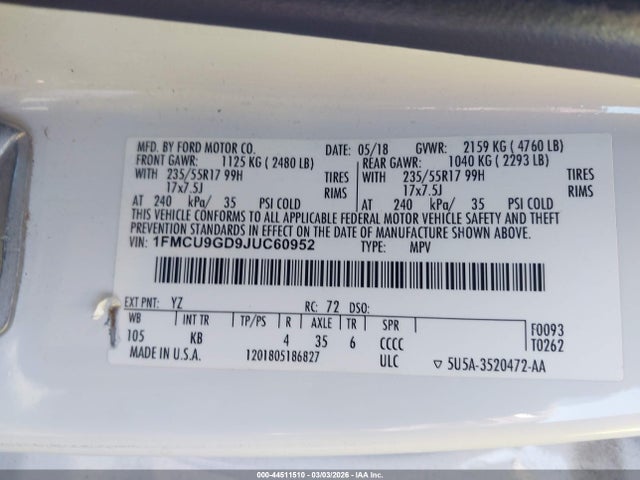 MFD. BY FORD MOTOR CO. DATE: 05/18 GVWR: 2159 KG ( 4760 LB)
FRONT GAWR: 1125 KG ( 2480 LB) REAR GAWR: 1040 KG ( 2293 LB)
WITH 235/55R17 99H TIRES WITH 235/55R17 99H TIRES
17x7.5J RIMS 17x7.5J RIMS
AT 240 kPa/ 35 PSI COLD AT 240 kPa/ 35 PSI COLD
THIS VEHICLE CONFORMS TO ALL APPLICABLE FEDERAL MOTOR VEHICLE SAFETY AND THEFT
PREVENTION STANDARDS IN EFFECT ON THE DATE OF MANUFACTURE SHOWN ABOVE.
VIN: 1FMCU9GD9JUC60952 TYPE: MPV
EXT PNT: YZ RC: 72 DSO:
WB INT TR TP/PS R AXLE TR SPR F0093
105 KB 4 35 6 CCCC T0262
MADE IN U.S.A. 1201805186827 ULC ▽ 5U5A-3520472-AA
000-44511510 - 03/03/2026 - IAA Inc.